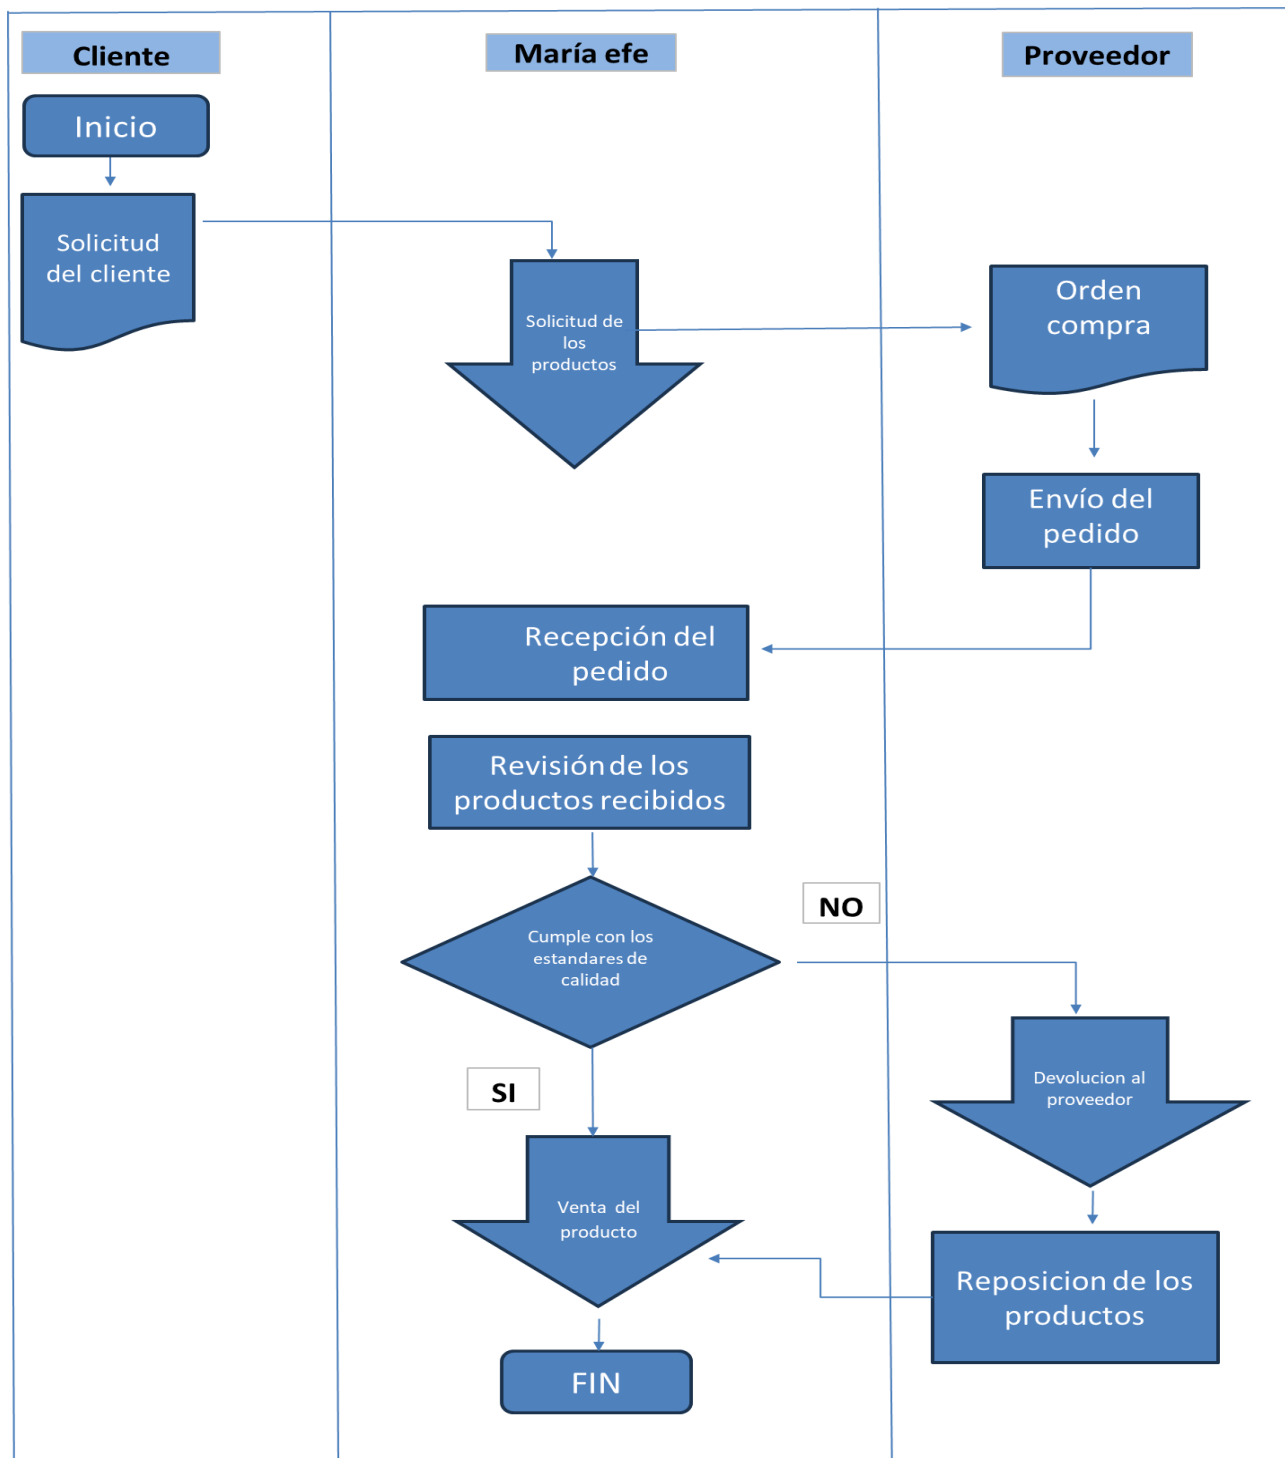 Cliente
María efe
Proveedor
Inicio
Solicitud
del cliente
Solicitud de
los
productos
Orden
compra
Envío del
pedido
Recepción del
pedido
Revisión de los
productos recibidos
Cumple con los
estandares de
calidad
NO
SI
Devolucion al
proveedor
Venta del
producto
Reposicion de los
productos
FIN